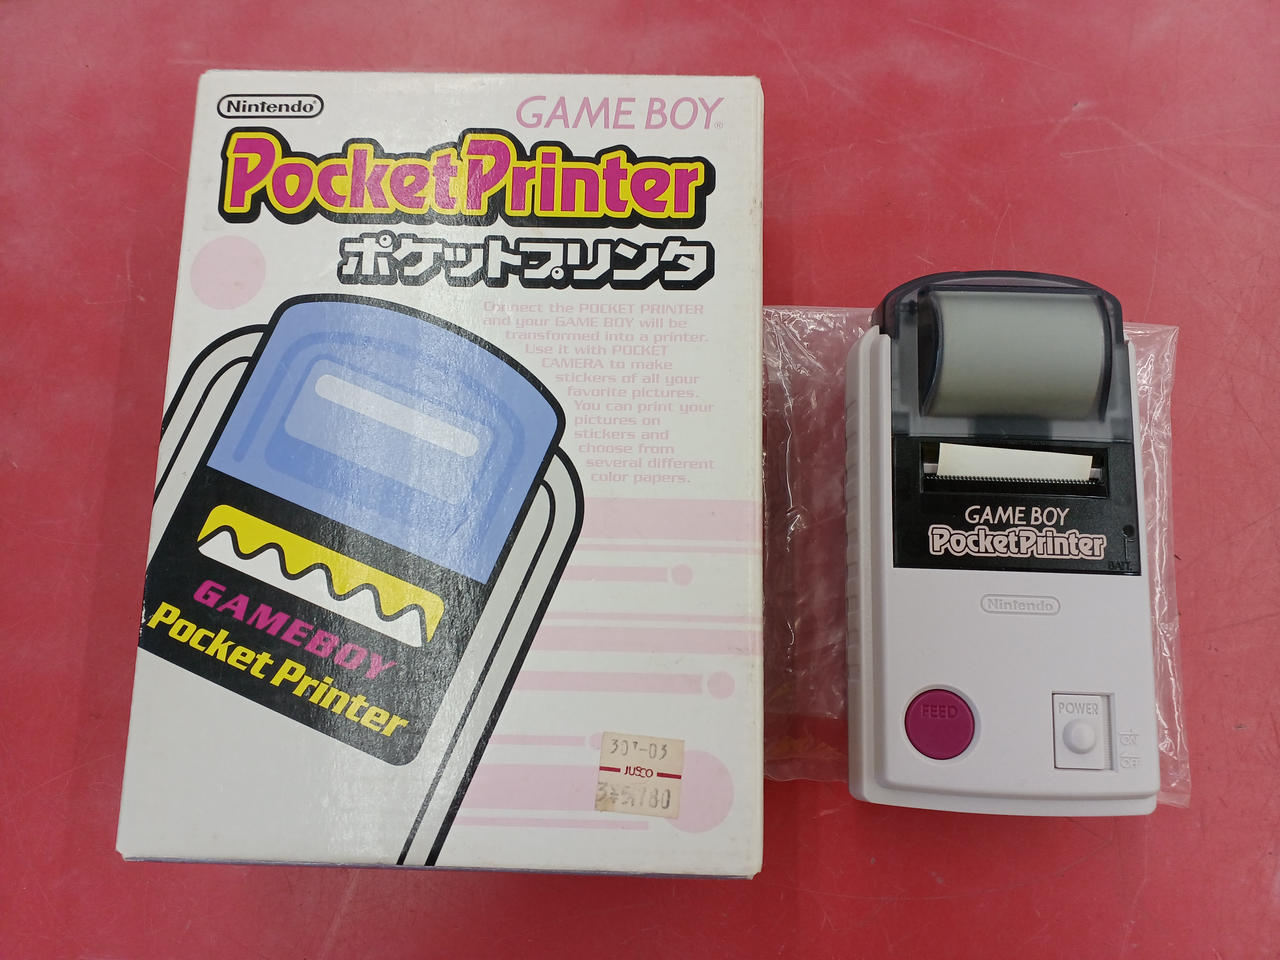 Nintendo®
GAME BOY®
PocketPrinter
ポケットプリンタ
Connect the POCKET PRINTER
and your GAME BOY will be
transformed into a printer.
Use it with POCKET
CAMERA to make
stickers of all your
favorite pictures.
You can print your
pictures on
stickers and
choose from
several different
color papers.
GAMEBOY
Pocket Printer
JUSCO
GAME BOY
PocketPrinter
BATT.
Nintendo
FEED
POWER
ON
OFF